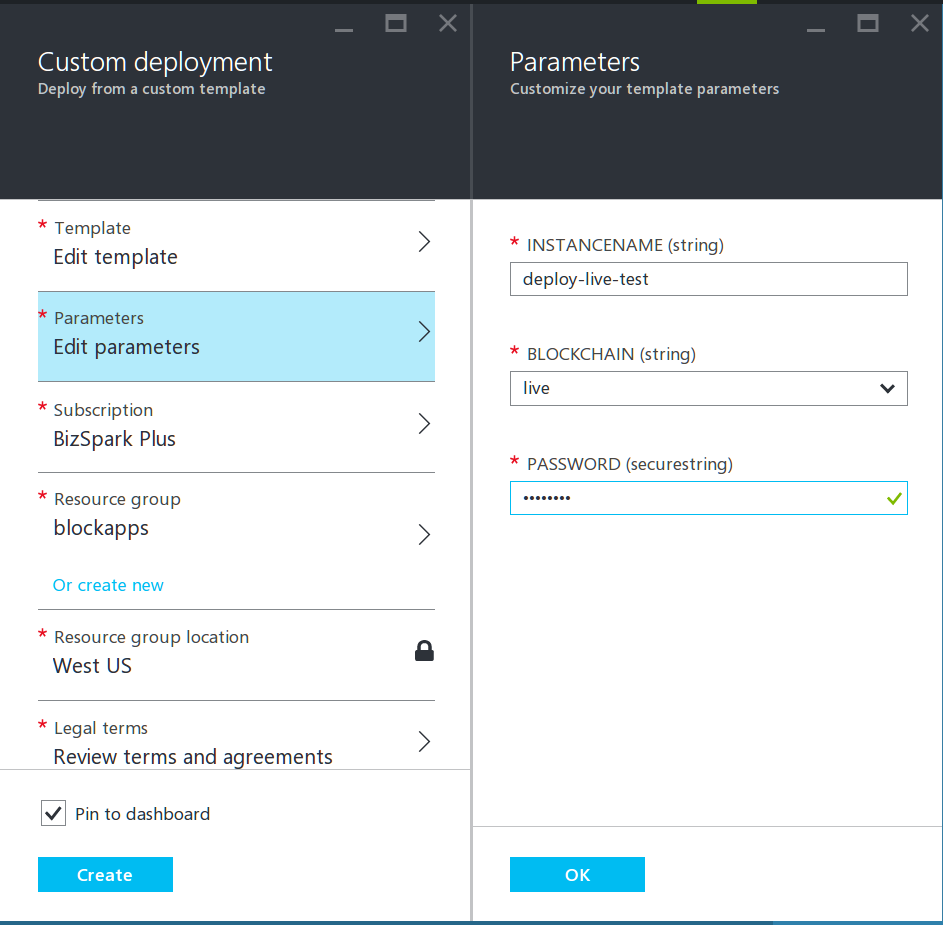 Custom deployment
Deploy from a custom template
* Template
Edit template
* Parameters
Edit parameters
* Subscription
BizSpark Plus
* Resource group
blockapps
Or create new
* Resource group location
West US
* Legal terms
Review terms and agreements
Pin to dashboard
Create
Parameters
Customize your template parameters
* INSTANCENAME (string)
deploy-live-test
* BLOCKCHAIN (string)
live
* PASSWORD (securestring)
••••••••
OK